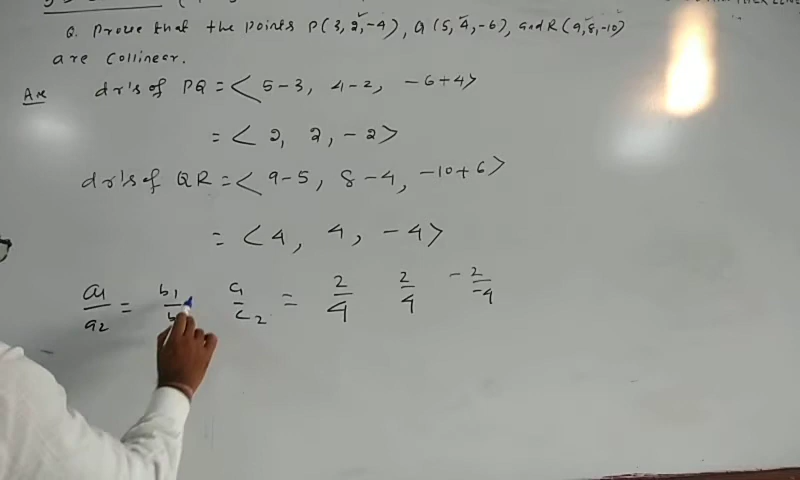 Q. Prove that the points P(3, 2, -4), Q (5, 4, -6), and R(9, 8, -10)
are collinear.
Ans dr's of PQ = < 5-3, 4-2, -6+4>
= < 2, 2, -2>
dr's of QR = < 9-5, 8-4, -10+6 >
= < 4, 4, -4>
a1/a2 = b1/b c1/c2 = 2/4 2/4 -2/-4